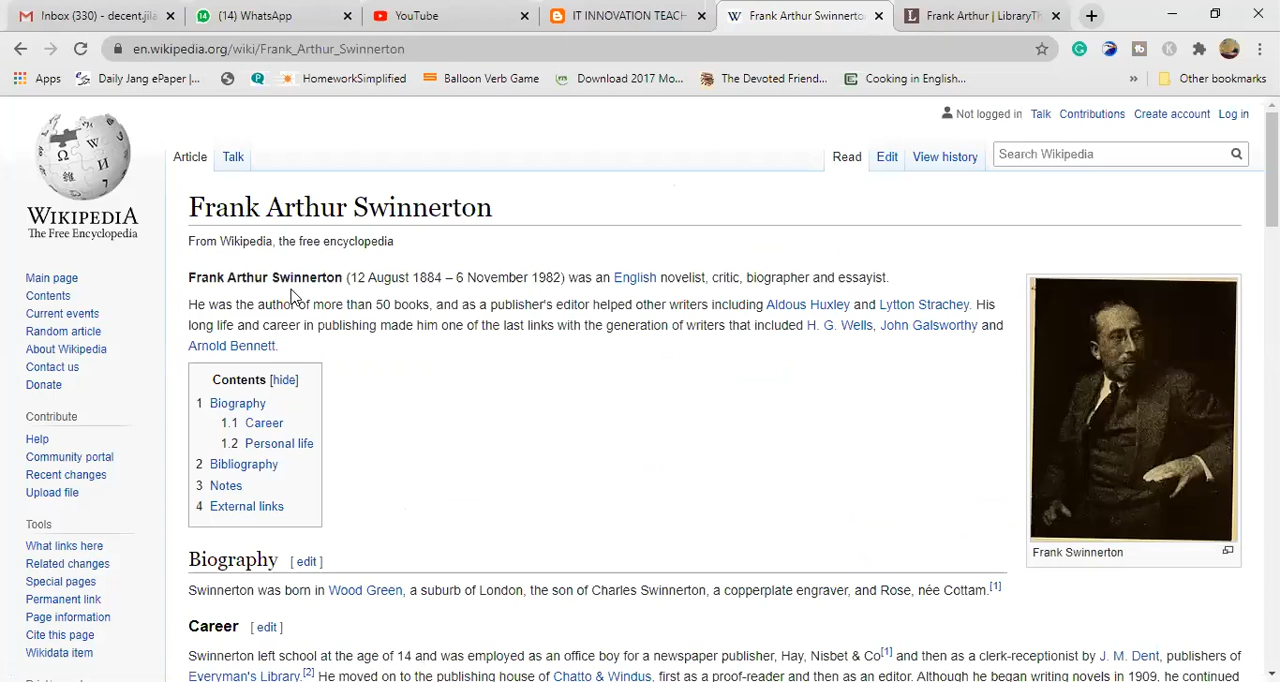 Inbox (330) - decent.jila
(14) WhatsApp
YouTube
IT INNOVATION TEACH
Frank Arthur Swinnerto
Frank Arthur | LibraryTh
en.wikipedia.org/wiki/Frank_Arthur_Swinnerton
Apps Daily Jang ePaper |... HomeworkSimplified Balloon Verb Game Download 2017 Mo... The Devoted Friend... Cooking in English... » Other bookmarks
Not logged in Talk Contributions Create account Log in
Article Talk Read Edit View history Search Wikipedia
WIKIPEDIA
The Free Encyclopedia
Main page
Contents
Current events
Random article
About Wikipedia
Contact us
Donate
Contribute
Help
Community portal
Recent changes
Upload file
Tools
What links here
Related changes
Special pages
Permanent link
Page information
Cite this page
Wikidata item
Frank Arthur Swinnerton
From Wikipedia, the free encyclopedia
Frank Arthur Swinnerton (12 August 1884 – 6 November 1982) was an English novelist, critic, biographer and essayist.
He was the author of more than 50 books, and as a publisher's editor helped other writers including Aldous Huxley and Lytton Strachey. His
long life and career in publishing made him one of the last links with the generation of writers that included H. G. Wells, John Galsworthy and
Arnold Bennett.
Contents [hide]
1 Biography
1.1 Career
1.2 Personal life
2 Bibliography
3 Notes
4 External links
Frank Swinnerton
Biography [ edit ]
Swinnerton was born in Wood Green, a suburb of London, the son of Charles Swinnerton, a copperplate engraver, and Rose, née Cottam.[1]
Career [ edit ]
Swinnerton left school at the age of 14 and was employed as an office boy for a newspaper publisher, Hay, Nisbet & Co[1] and then as a clerk-receptionist by J. M. Dent, publishers of
Everyman's Library.[2] He moved on to the publishing house of Chatto & Windus, first as a proof-reader and then as an editor. Although he began writing novels in 1909, he continued